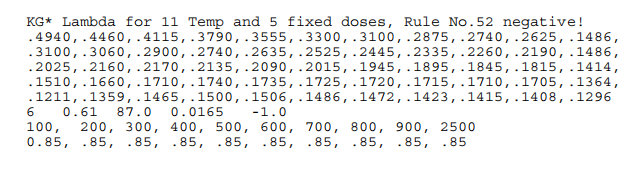 KG* Lambda for 11 Temp and 5 fixed doses, Rule No.52 negative!
.4940,.4460,.4115,.3790,.3555,.3300,.3100,.2875,.2740,.2625,.1486,
.3100,.3060,.2900,.2740,.2635,.2525,.2445,.2335,.2260,.2190,.1486,
.2025,.2160,.2170,.2135,.2090,.2015,.1945,.1895,.1845,.1815,.1414,
.1510,.1660,.1710,.1740,.1735,.1725,.1720,.1715,.1710,.1705,.1364,
.1211,.1359,.1465,.1500,.1506,.1486,.1472,.1423,.1415,.1408,.1296
6 0.61 87.0 0.0165 -1.0
100, 200, 300, 400, 500, 600, 700, 800, 900, 2500
0.85, .85, .85, .85, .85, .85, .85, .85, .85, .85